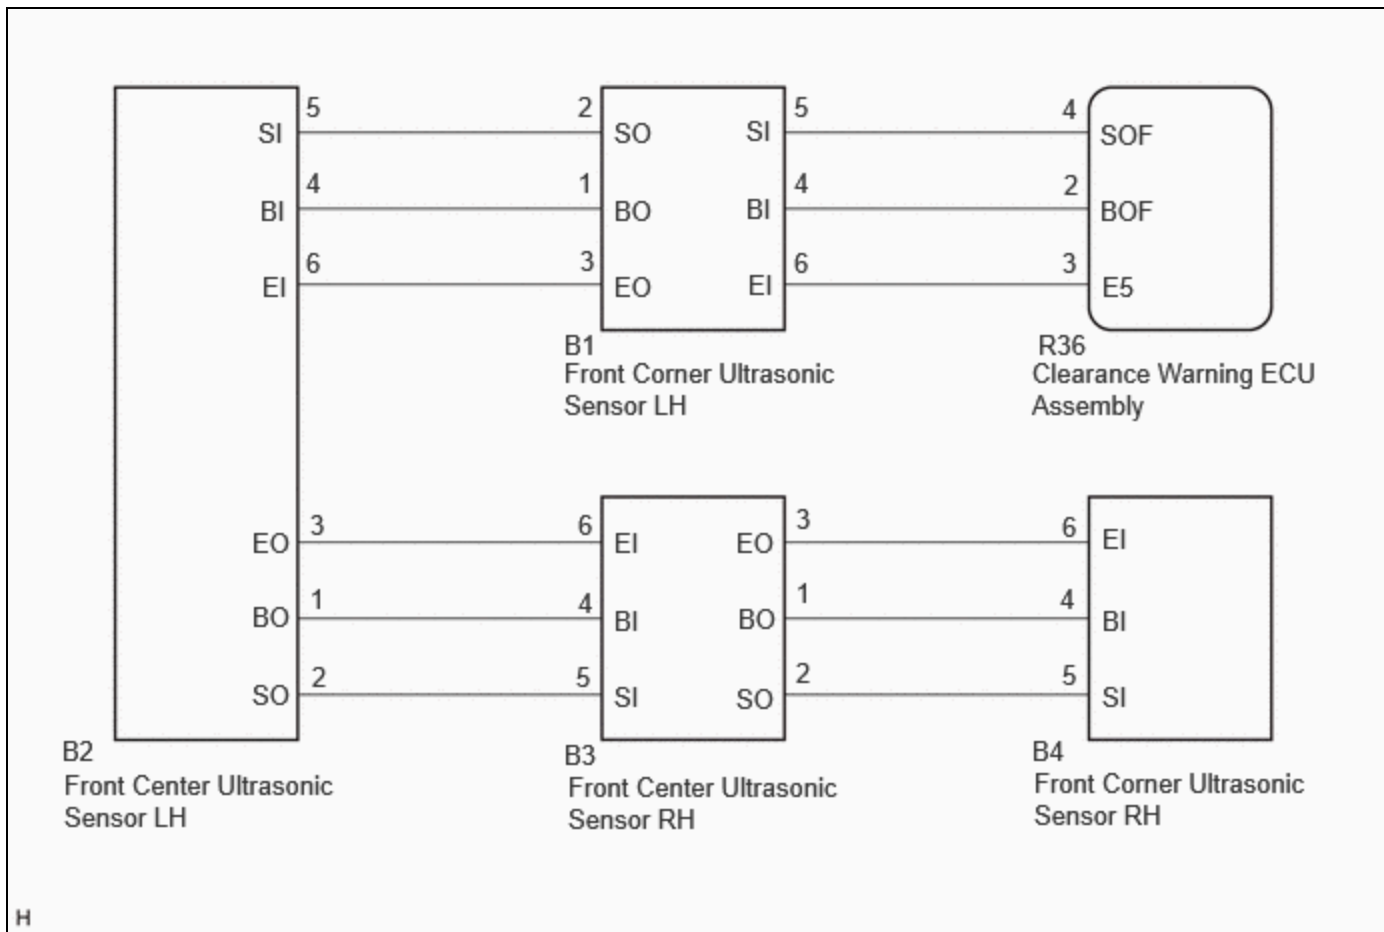 5 2 5 4
SI SO SI SOF
4 1 4 2
BI BO BI BOF
6 3 6 3
EI EO EI E5
B1
Front Corner Ultrasonic
Sensor LH
R36
Clearance Warning ECU
Assembly
3 6 3 6
EO EI EO EI
1 4 1 4
BO BI BO BI
2 5 2 5
SO SI SO SI
B2
Front Center Ultrasonic
Sensor LH
B3
Front Center Ultrasonic
Sensor RH
B4
Front Corner Ultrasonic
Sensor RH
H